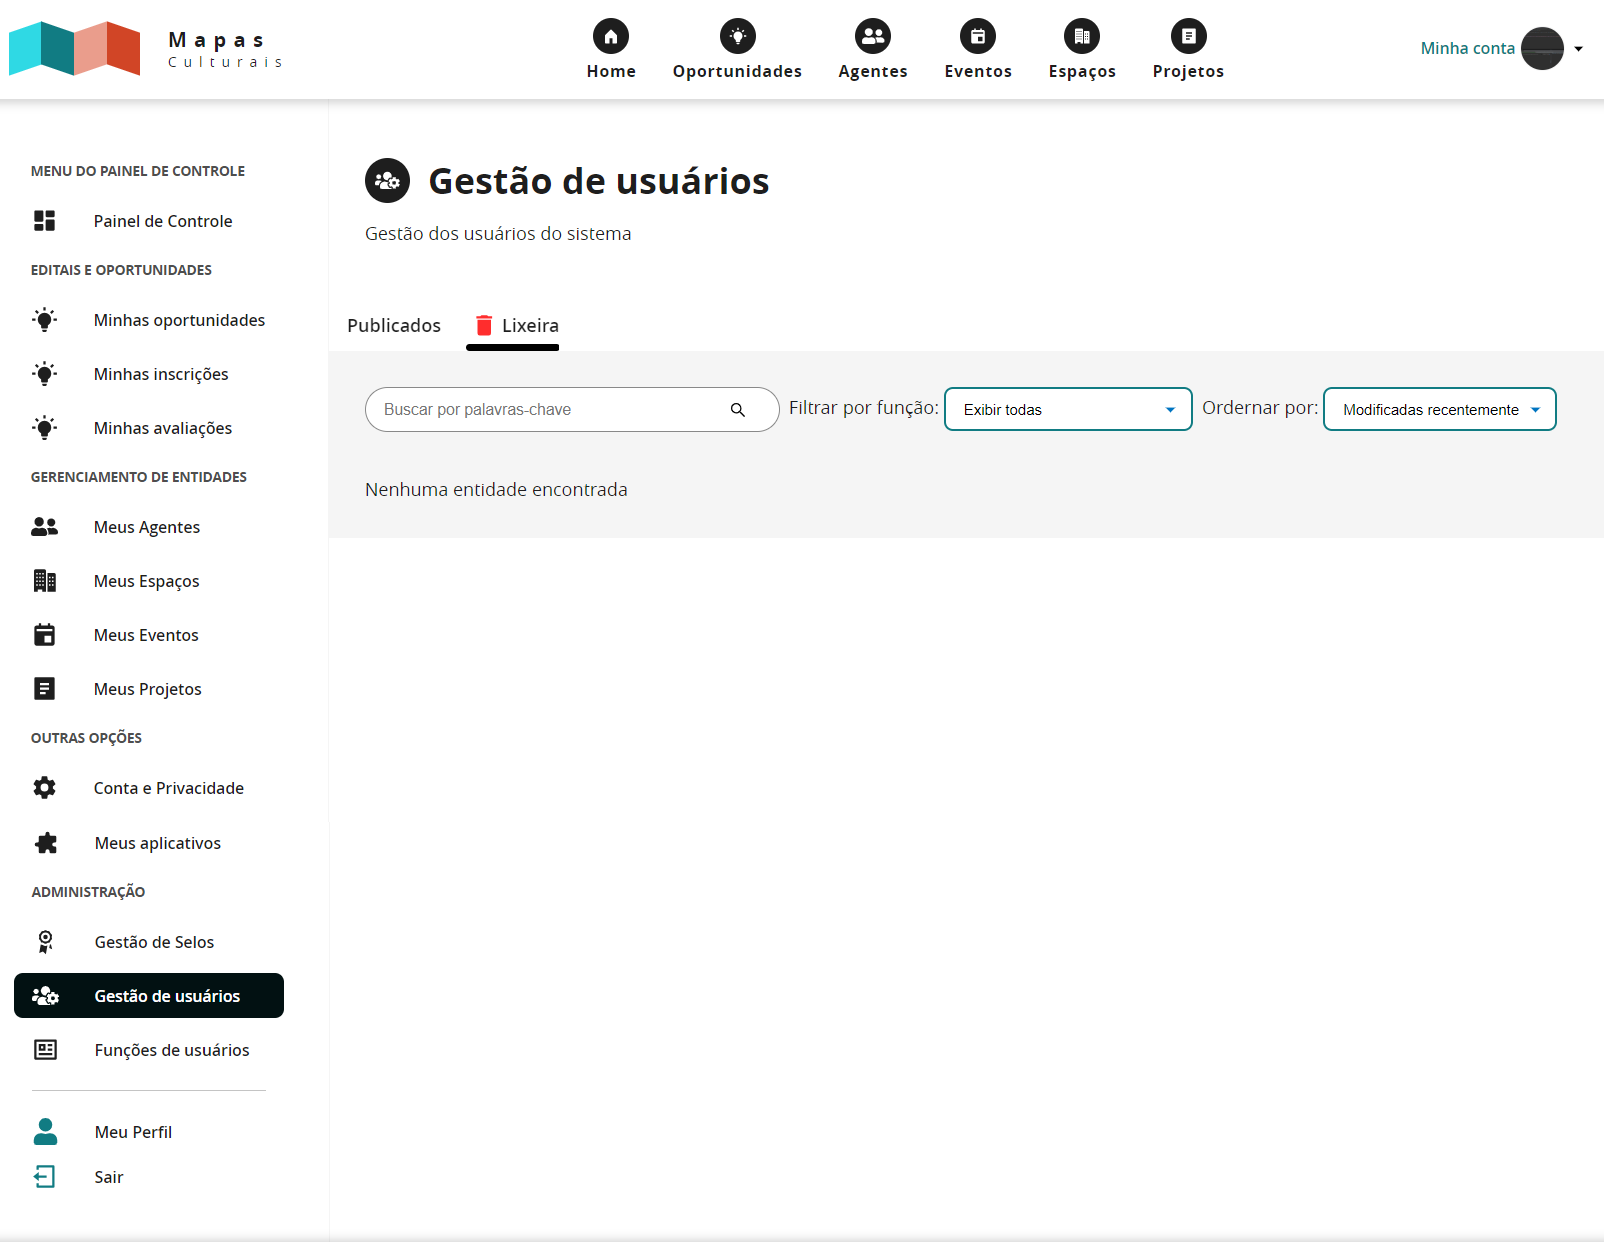 Mapas
Culturais
Home
Oportunidades
Agentes
Eventos
Espaços
Projetos
Minha conta
MENU DO PAINEL DE CONTROLE
Painel de Controle
EDITAIS E OPORTUNIDADES
Minhas oportunidades
Minhas inscrições
Minhas avaliações
GERENCIAMENTO DE ENTIDADES
Meus Agentes
Meus Espaços
Meus Eventos
Meus Projetos
OUTRAS OPÇÕES
Conta e Privacidade
Meus aplicativos
ADMINISTRAÇÃO
Gestão de Selos
Gestão de usuários
Funções de usuários
Meu Perfil
Sair
Gestão de usuários
Gestão dos usuários do sistema
Publicados
Lixeira
Buscar por palavras-chave
Filtrar por função:
Exibir todas
Ordernar por:
Modificadas recentemente
Nenhuma entidade encontrada